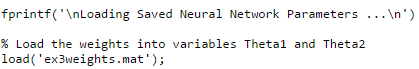 fprintf('\nLoading Saved Neural Network Parameters ...\n')
% Load the weights into variables Theta1 and Theta2
load('ex3weights.mat');